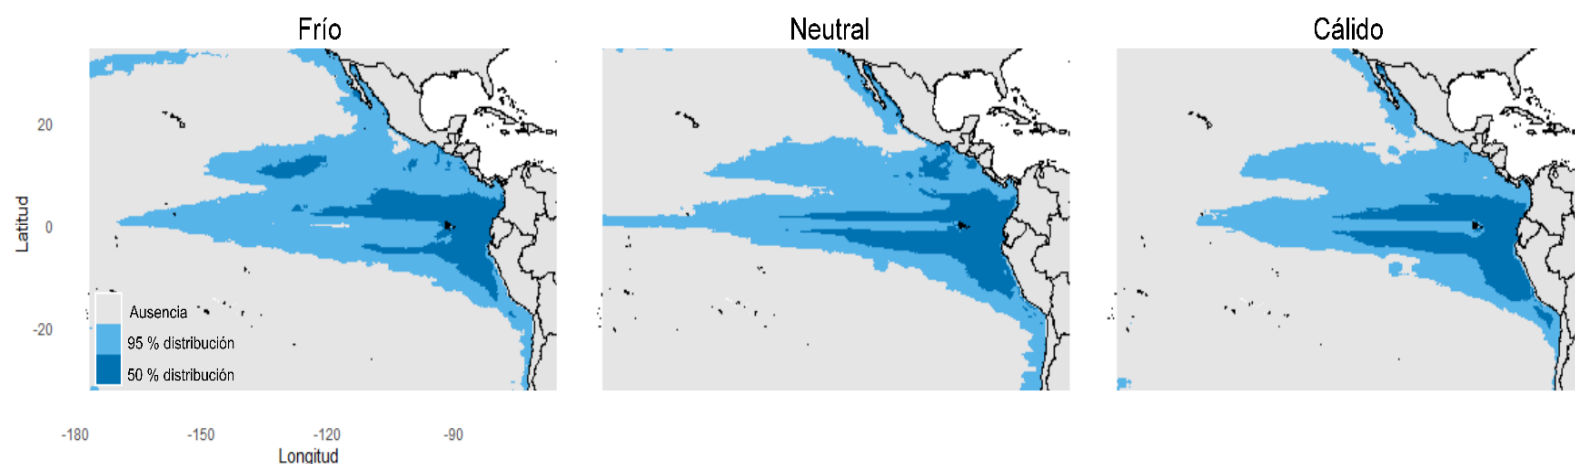 Frío
Neutral
Cálido
20
0
-20
Latitud
Ausencia
95 % distribución
50 % distribución
-180
-150
-120
-90
Longitud